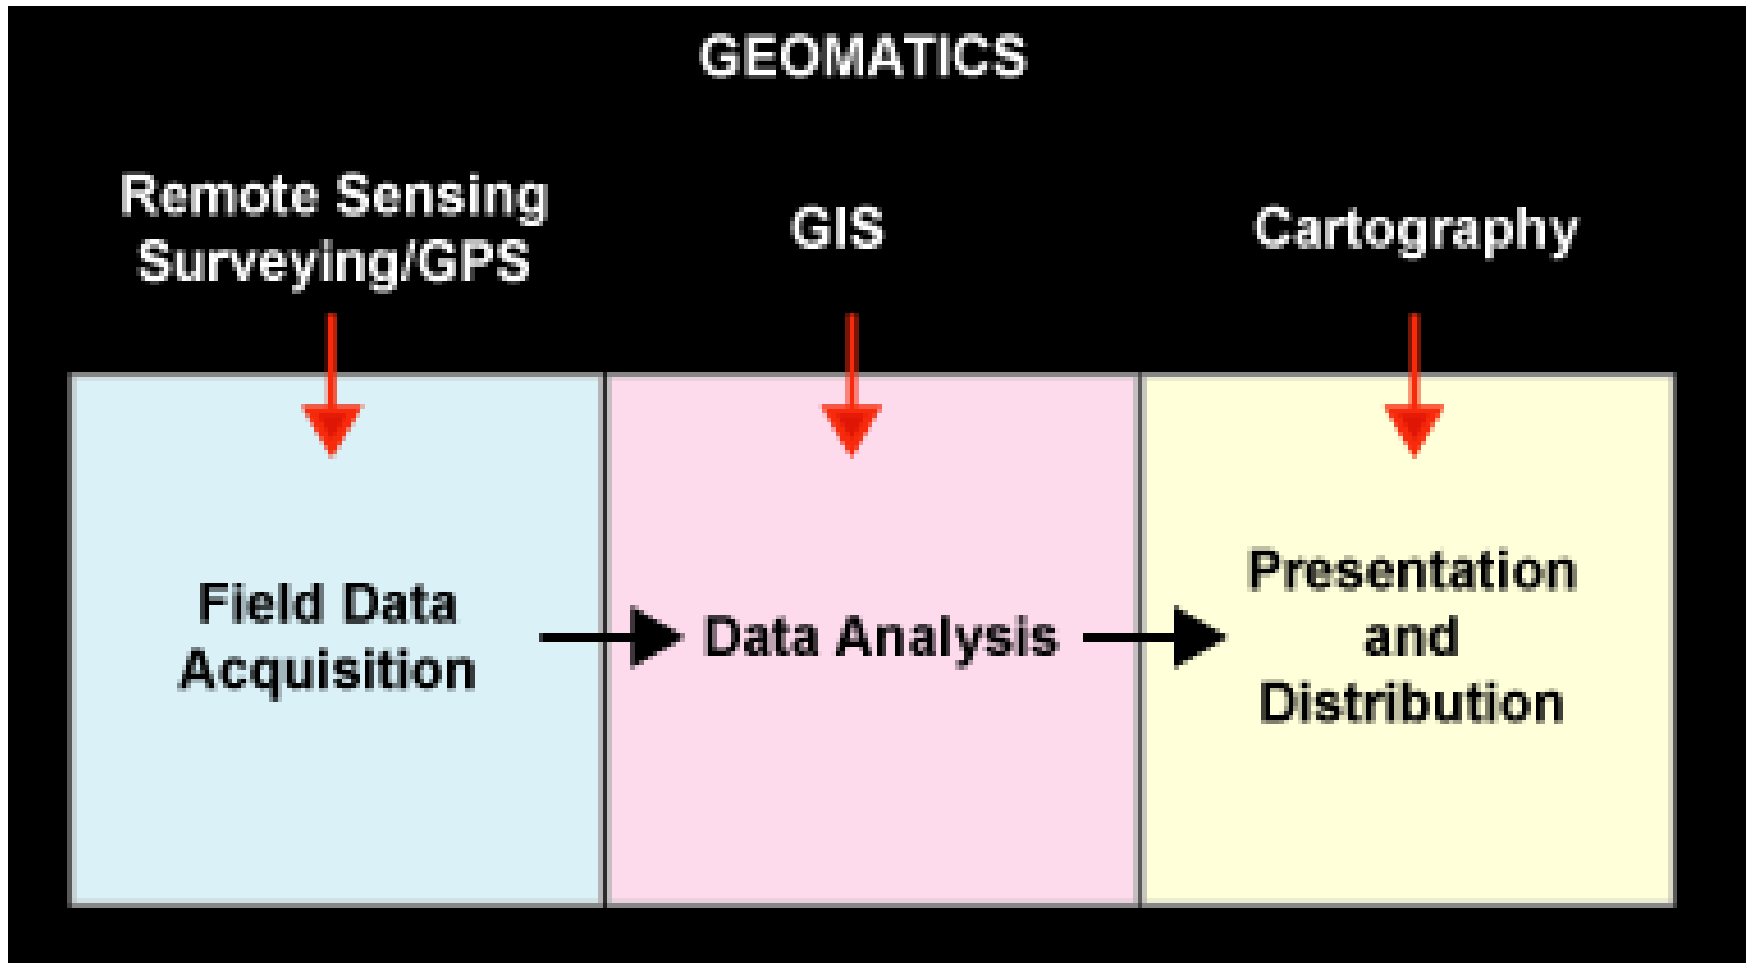 GEOMATICS
Remote Sensing
Surveying/GPS
GIS
Cartography
Field Data
Acquisition
Data Analysis
Presentation
and
Distribution